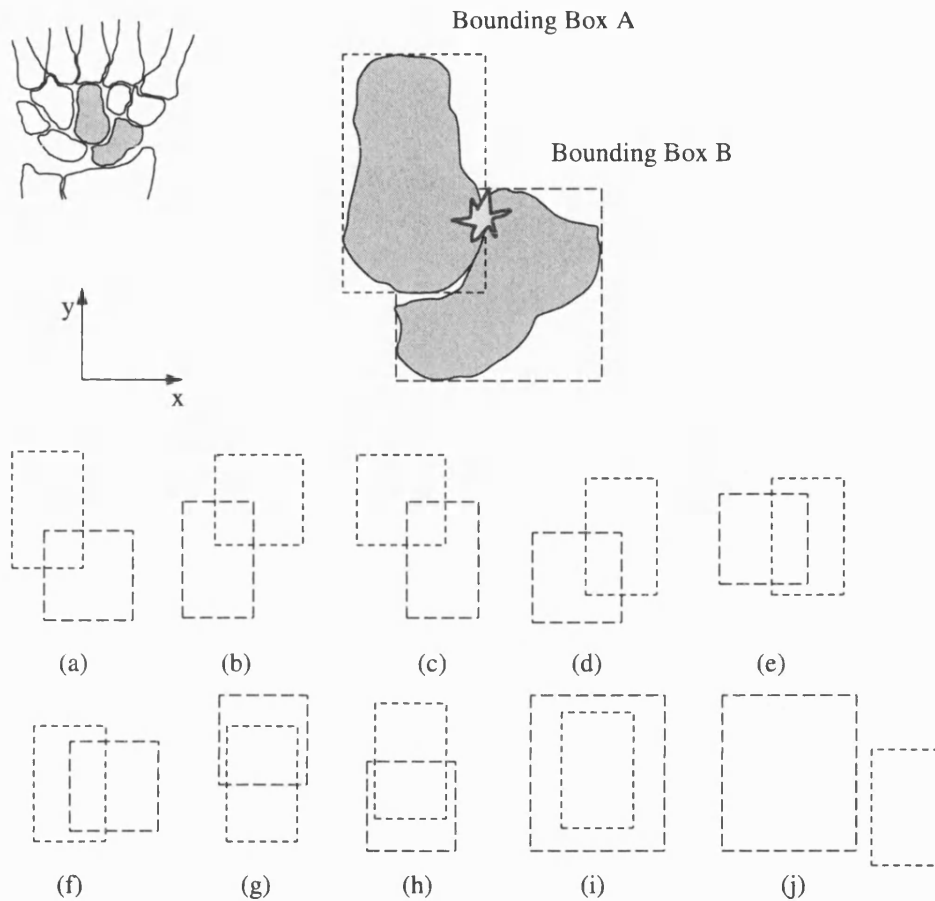 Bounding Box A
Bounding Box B
y
x
(a) (b) (c) (d) (e)
(f) (g) (h) (i) (j)